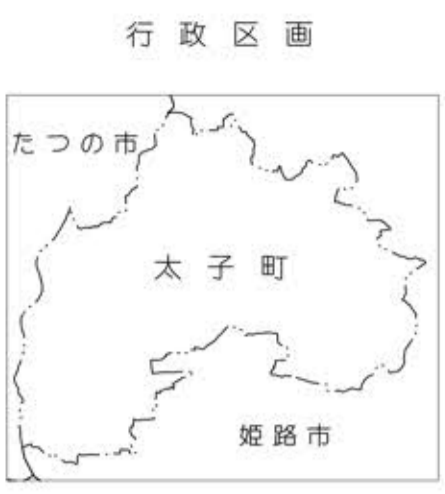 行政区画
たつの市
太子町
姫路市